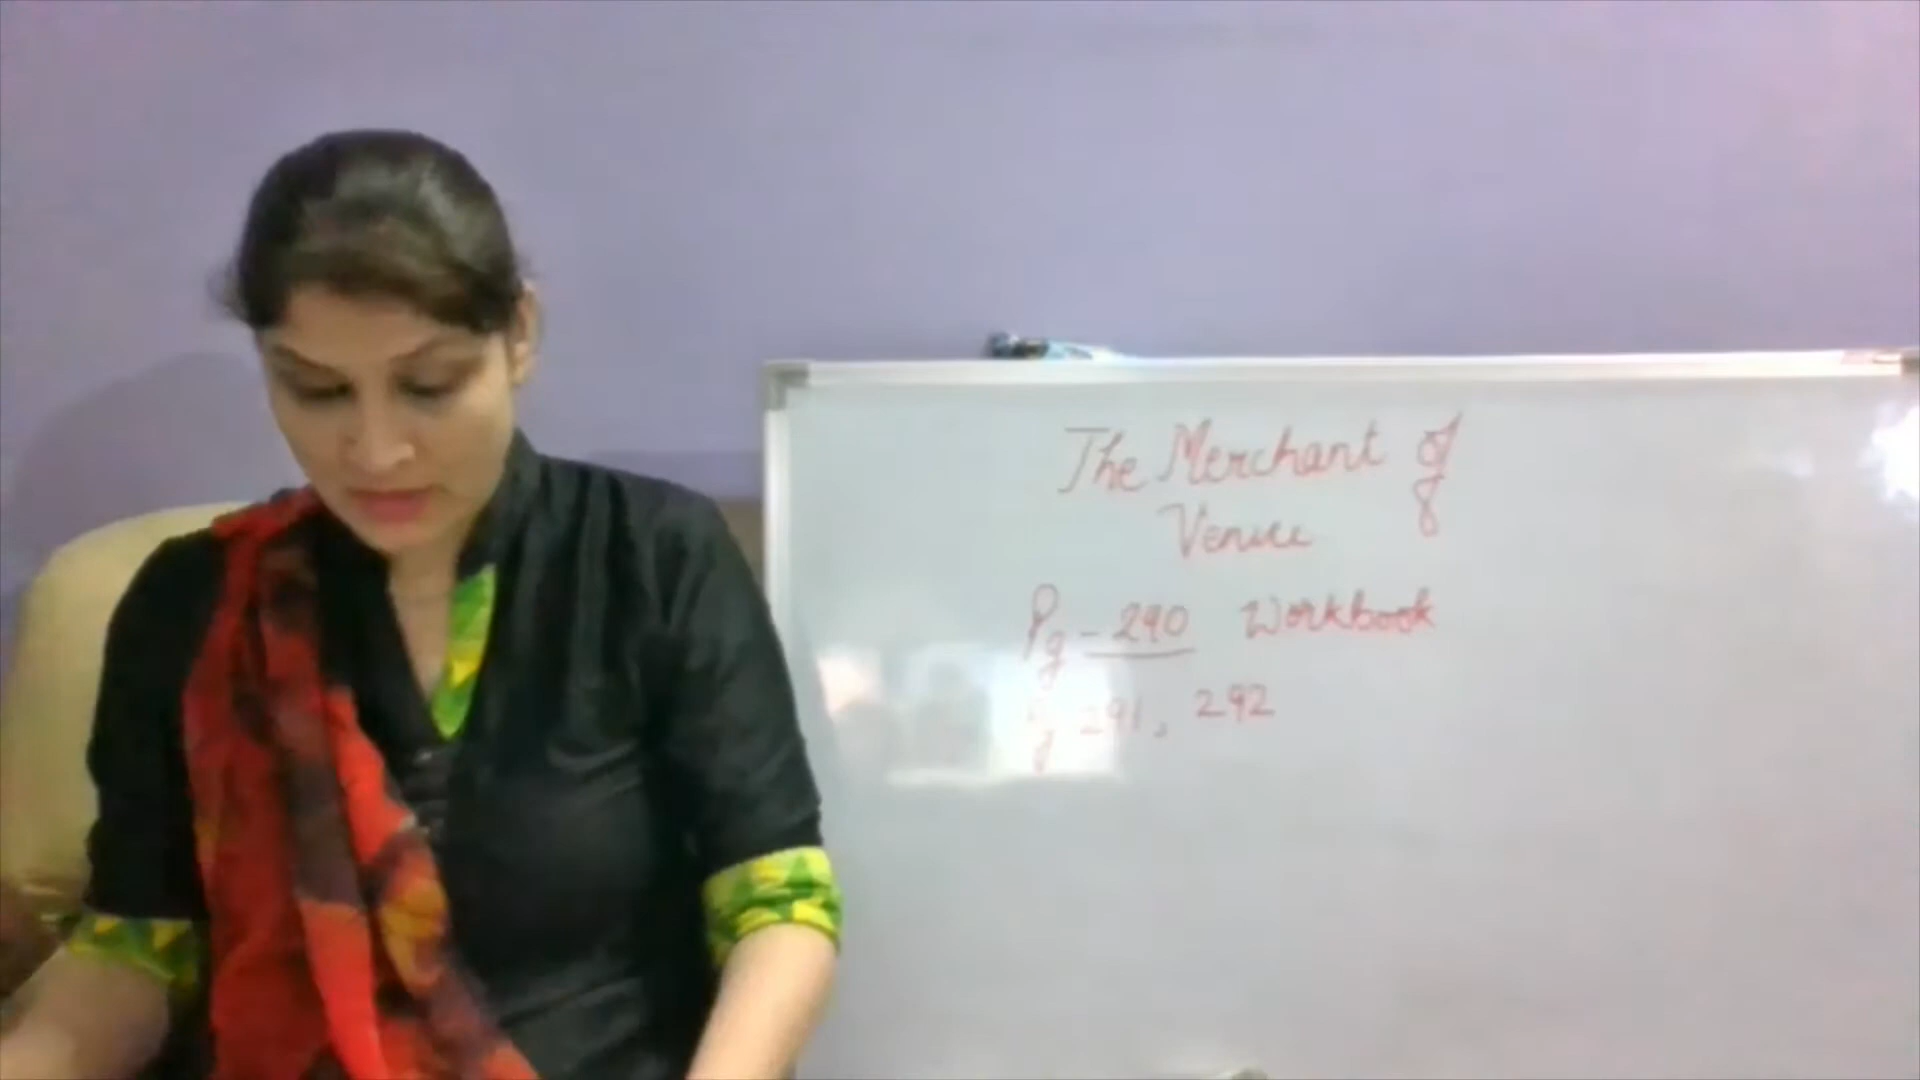 The Merchant of
Venice
Pg - 290 Workbook
Pg 291, 292